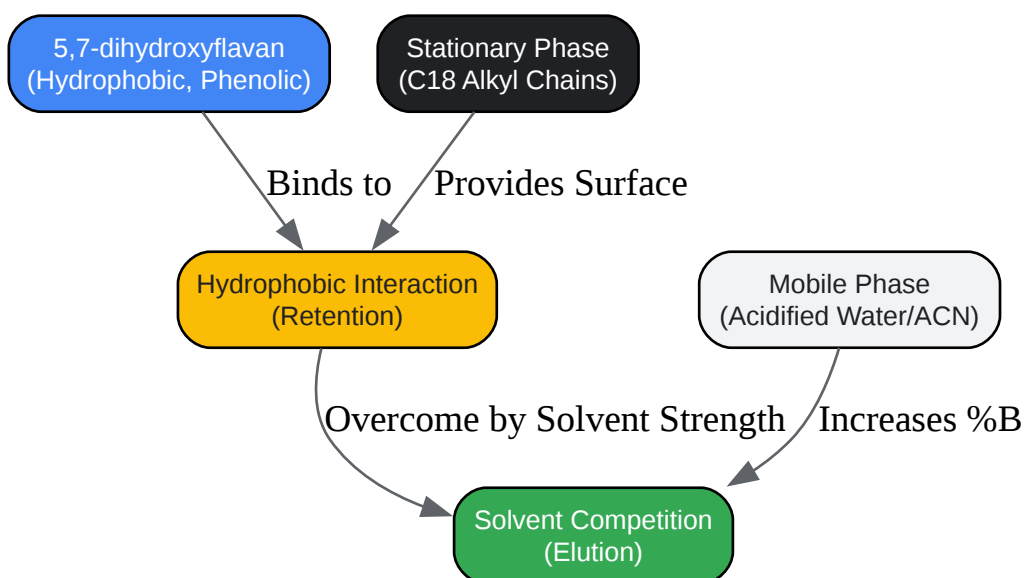 5,7-dihydroxyflavan
(Hydrophobic, Phenolic)
Stationary Phase
(C18 Alkyl Chains)
Binds to
Provides Surface
Hydrophobic Interaction
(Retention)
Mobile Phase
(Acidified Water/ACN)
Overcome by Solvent Strength
Increases %B
Solvent Competition
(Elution)